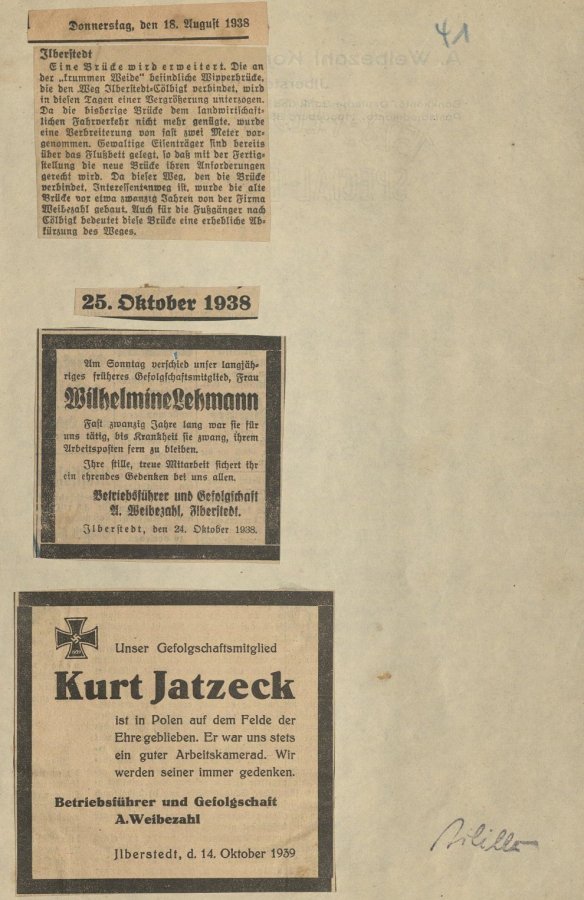 41
Donnerstag, den 18. August 1938
Ilberstedt
Eine Brücke wird erweitert. Die an
der „krummen Weide" befindliche Wipperbrücke,
die den Weg Ilberstedt-Cölbigk verbindet, wird
in diesen Tagen einer Vergrößerung unterzogen.
Da die bisherige Brücke dem landwirtschaft-
lichen Fahrverkehr nicht mehr genügte, wurde
eine Verbreiterung von fast zwei Meter vor-
genommen. Gewaltige Eisenträger sind bereits
über das Flußbett gelegt, so daß mit der Fertig-
stellung die neue Brücke ihren Anforderungen
gerecht wird. Da dieser Weg, den die Brücke
verbindet, Interessentenweg ist, wurde die alte
Brücke vor etwa zwanzig Jahren von der Firma
Weibezahl gebaut. Auch für die Fußgänger nach
Cölbigk bedeutet diese Brücke eine erhebliche Ab-
kürzung des Weges.
25. Oktober 1938
Am Sonntag verschied unser langjäh-
riges früheres Gefolgschaftsmitglied, Frau
Wilhelmine Lehmann
Fast zwanzig Jahre lang war sie für
uns tätig, bis Krankheit sie zwang, ihrem
Arbeitsposten fern zu bleiben.
Ihre stille, treue Mitarbeit sichert ihr
ein ehrendes Gedenken bei uns allen.
Betriebsführer und Gefolgschaft
A. Weibezahl, Ilberstedt.
Ilberstedt, den 24. Oktober 1938.
Unser Gefolgschaftsmitglied
Kurt Jatzeck
ist in Polen auf dem Felde der
Ehre geblieben. Er war uns stets
ein guter Arbeitskamerad. Wir
werden seiner immer gedenken.
Betriebsführer und Gefolgschaft
A. Weibezahl
Jlberstedt, d. 14. Oktober 1939